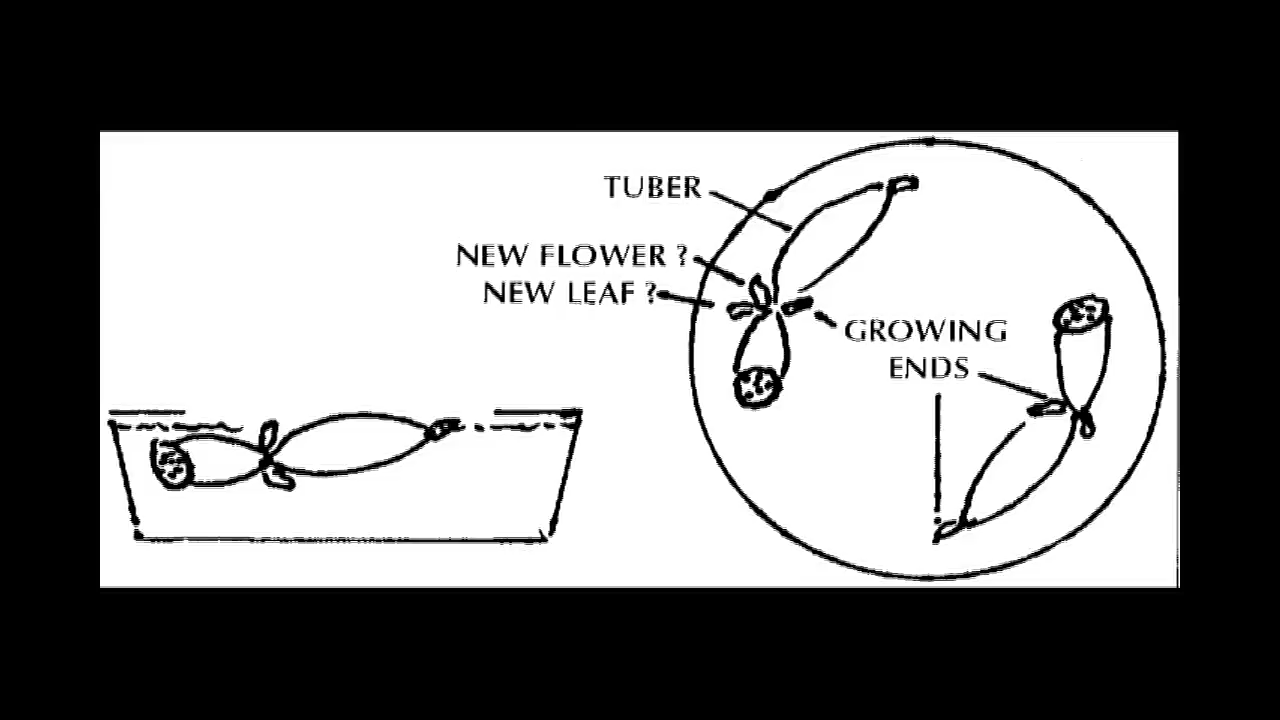 TUBER
NEW FLOWER ?
NEW LEAF ?
GROWING
ENDS